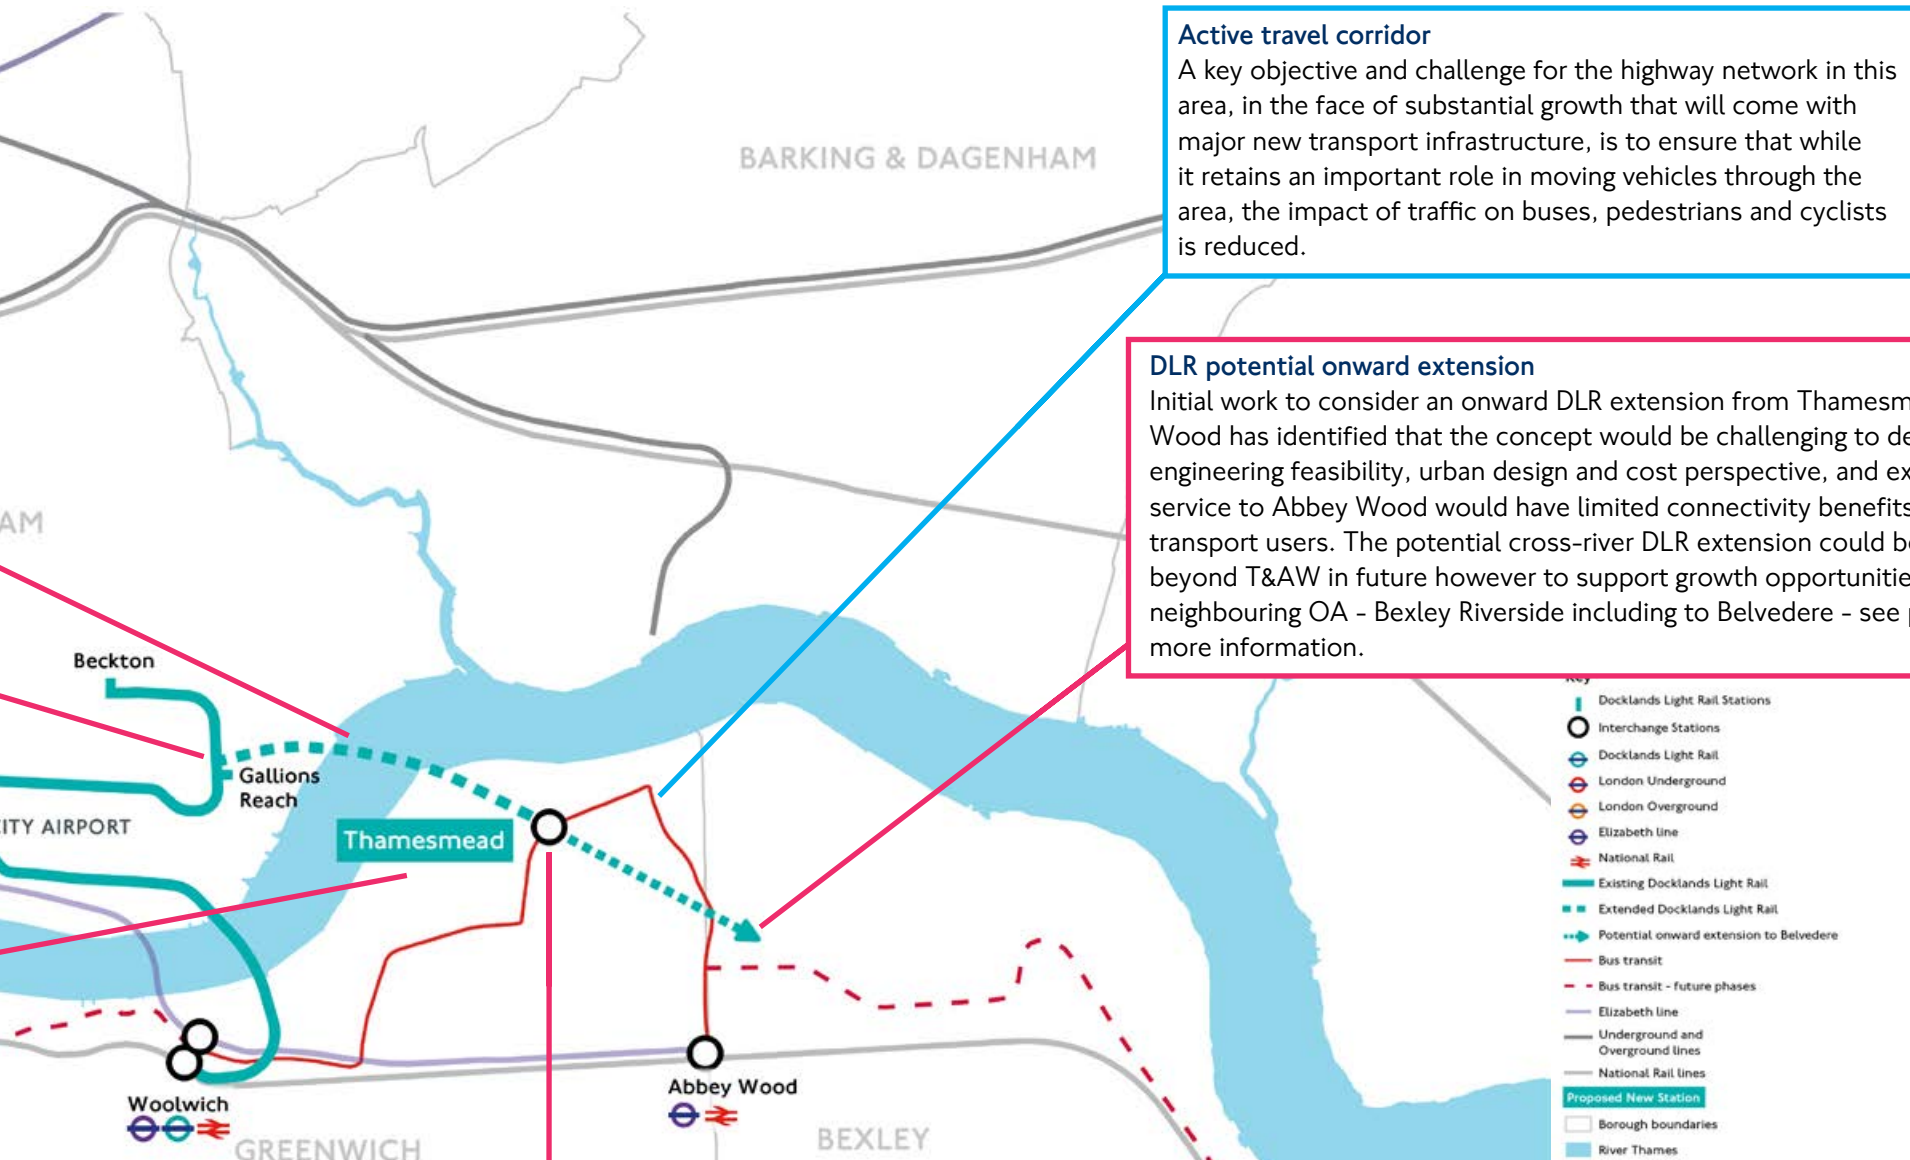 Active travel corridor
A key objective and challenge for the highway network in this
area, in the face of substantial growth that will come with
major new transport infrastructure, is to ensure that while
it retains an important role in moving vehicles through the
area, the impact of traffic on buses, pedestrians and cyclists
is reduced.
BARKING & DAGENHAM
DLR potential onward extension
Initial work to consider an onward DLR extension from Thamesm
Wood has identified that the concept would be challenging to de
engineering feasibility, urban design and cost perspective, and ex
service to Abbey Wood would have limited connectivity benefits
transport users. The potential cross-river DLR extension could b
beyond T&AW in future however to support growth opportunitie
neighbouring OA - Bexley Riverside including to Belvedere - see
more information.
AM
Beckton
Gallions
Reach
CITY AIRPORT
Thamesmead
Woolwich
Abbey Wood
GREENWICH
BEXLEY
Key
Docklands Light Rail Stations
Interchange Stations
Docklands Light Rail
London Underground
London Overground
Elizabeth line
National Rail
Existing Docklands Light Rail
Extended Docklands Light Rail
Potential onward extension to Belvedere
Bus transit
Bus transit - future phases
Elizabeth line
Underground and
Overground lines
National Rail lines
Proposed New Station
Borough boundaries
River Thames